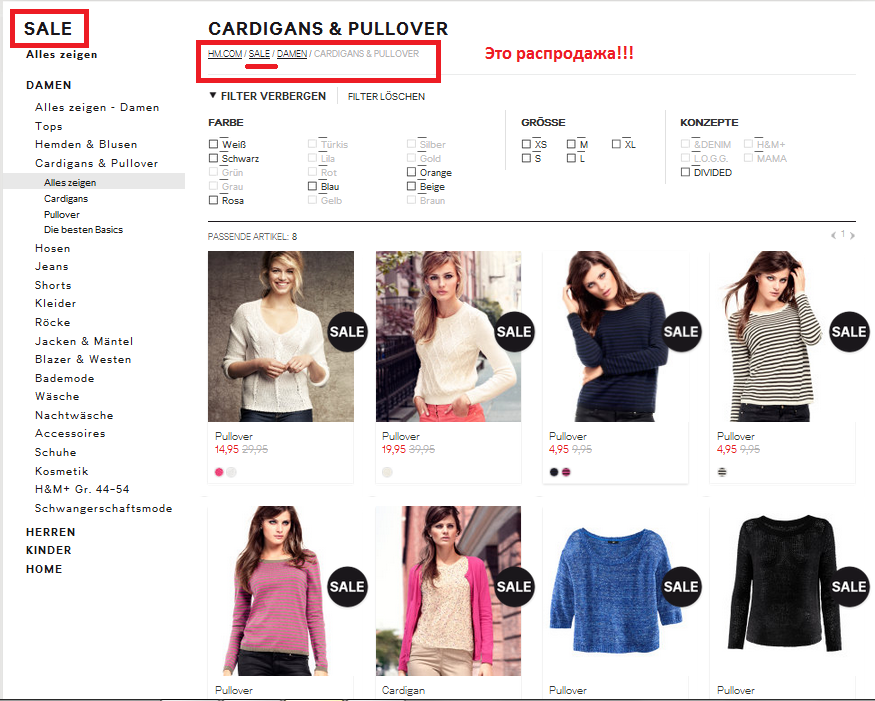 SALE
Alles zeigen
DAMEN
Alles zeigen - Damen
Tops
Hemden & Blusen
Cardigans & Pullover
Alles zeigen
Cardigans
Pullover
Die besten Basics
Hosen
Jeans
Shorts
Kleider
Röcke
Jacken & Mäntel
Blazer & Westen
Bademode
Wäsche
Nachtwäsche
Accessoires
Schuhe
Kosmetik
H&M+ Gr. 44-54
Schwangerschaftsmode
HERREN
KINDER
HOME
CARDIGANS & PULLOVER
HM.COM / SALE / DAMEN / CARDIGANS & PULLOVER
Это распродажа!!!
▼ FILTER VERBERGEN FILTER LÖSCHEN
FARBE
Weiß Türkis Silber
Schwarz Lila Gold
Grün Rot Orange
Grau Blau Beige
Rosa Gelb Braun
GRÖSSE
XS M XL
S L
KONZEPTE
&DENIM H&M+
L.O.G.G. MAMA
DIVIDED
PASSENDE ARTIKEL: 8
1
SALE SALE SALE SALE
Pullover Pullover Pullover Pullover
14,95 29,95 19,95 39,95 4,95 9,95 4,95 9,95
SALE SALE SALE SALE
Pullover Cardigan Pullover Pullover